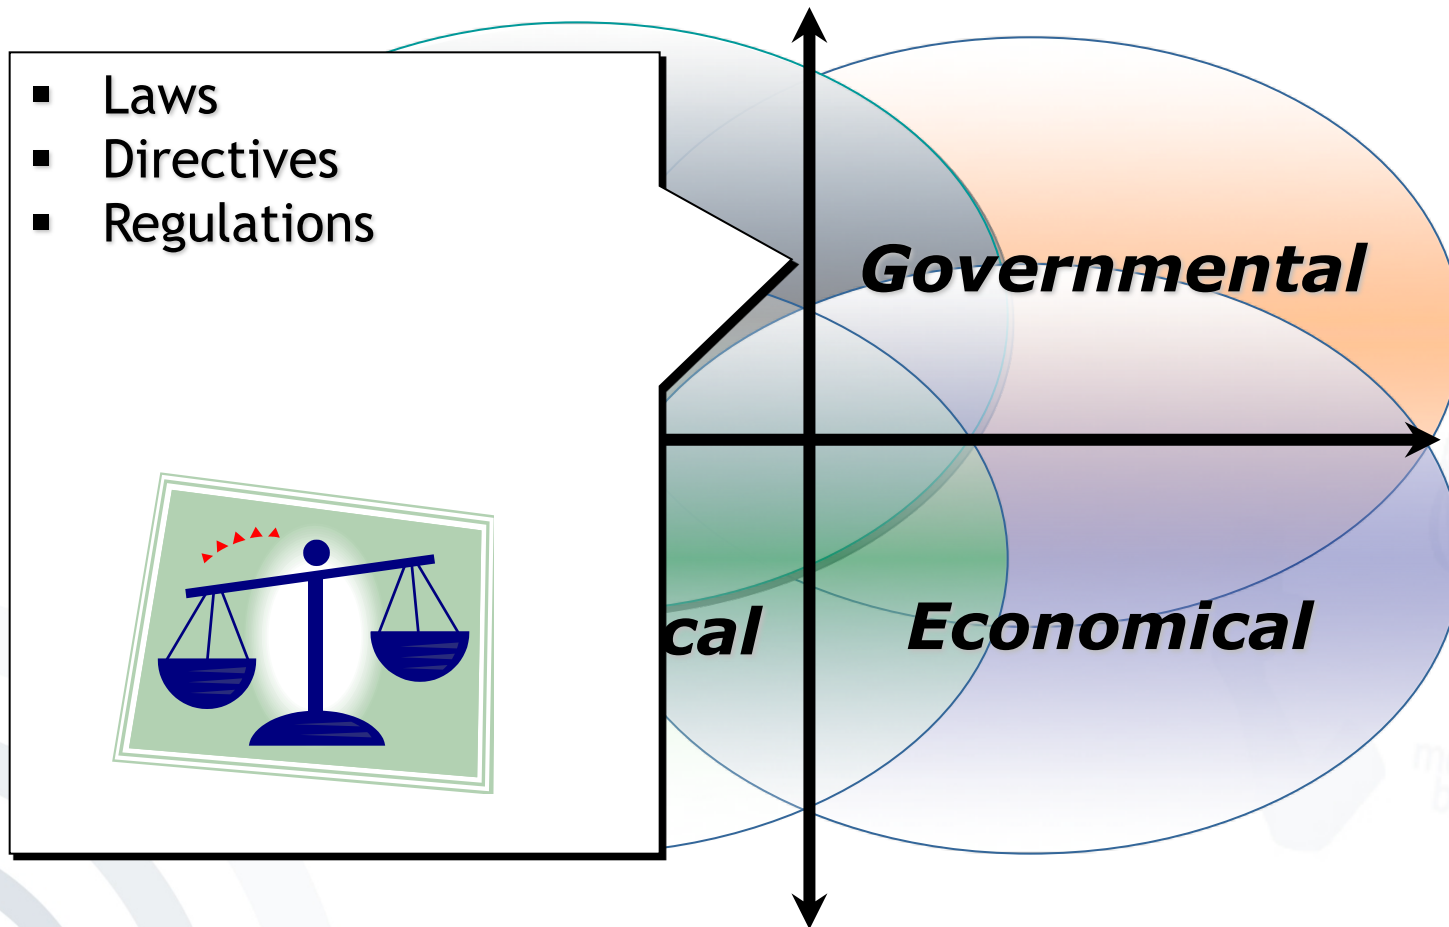 Laws
Directives
Regulations
Governmental
cal
Economical